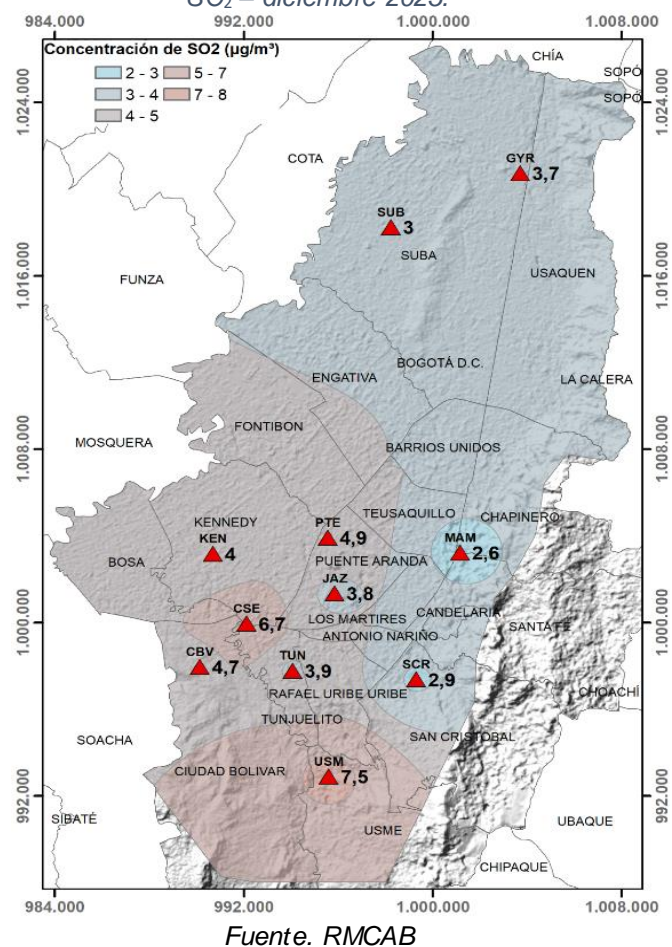 SO₂ – diciembre 2025.
984.000 992.000 1.000.000 1.008.000
Concentración de SO2 (µg/m³)
2 - 3 5 - 7
3 - 4 7 - 8
4 - 5
CHÍA
SOPÓ
SOPÓ
1.024.000 1.024.000
COTA
GYR
3,7
SUB
3
SUBA
1.016.000 1.016.000
FUNZA
USAQUEN
BOGOTÁ D.C.
ENGATIVA
LA CALERA
FONTIBON
MOSQUERA
BARRIOS UNIDOS
1.008.000 1.008.000
TEUSAQUILLO
CHAPINERO
KENNEDY
KEN
4
PTE
4,9
MAM
2,6
BOSA
PUENTE ARANDA
JAZ
3,8
CSE
6,7
LOS MARTIRES
CANDELARIA
1.000.000 1.000.000
ANTONIO NARIÑO
SANTA FE
CBV
4,7
TUN
3,9
SCR
2,9
CHOACHÍ
RAFAEL URIBE URIBE
TUNJUELITO
SOACHA
SAN CRISTOBAL
CIUDAD BOLIVAR
USM
7,5
992.000 992.000
SIBATÉ
USME
UBAQUE
CHIPAQUE
984.000 992.000 1.000.000 1.008.000
Fuente. RMCAB